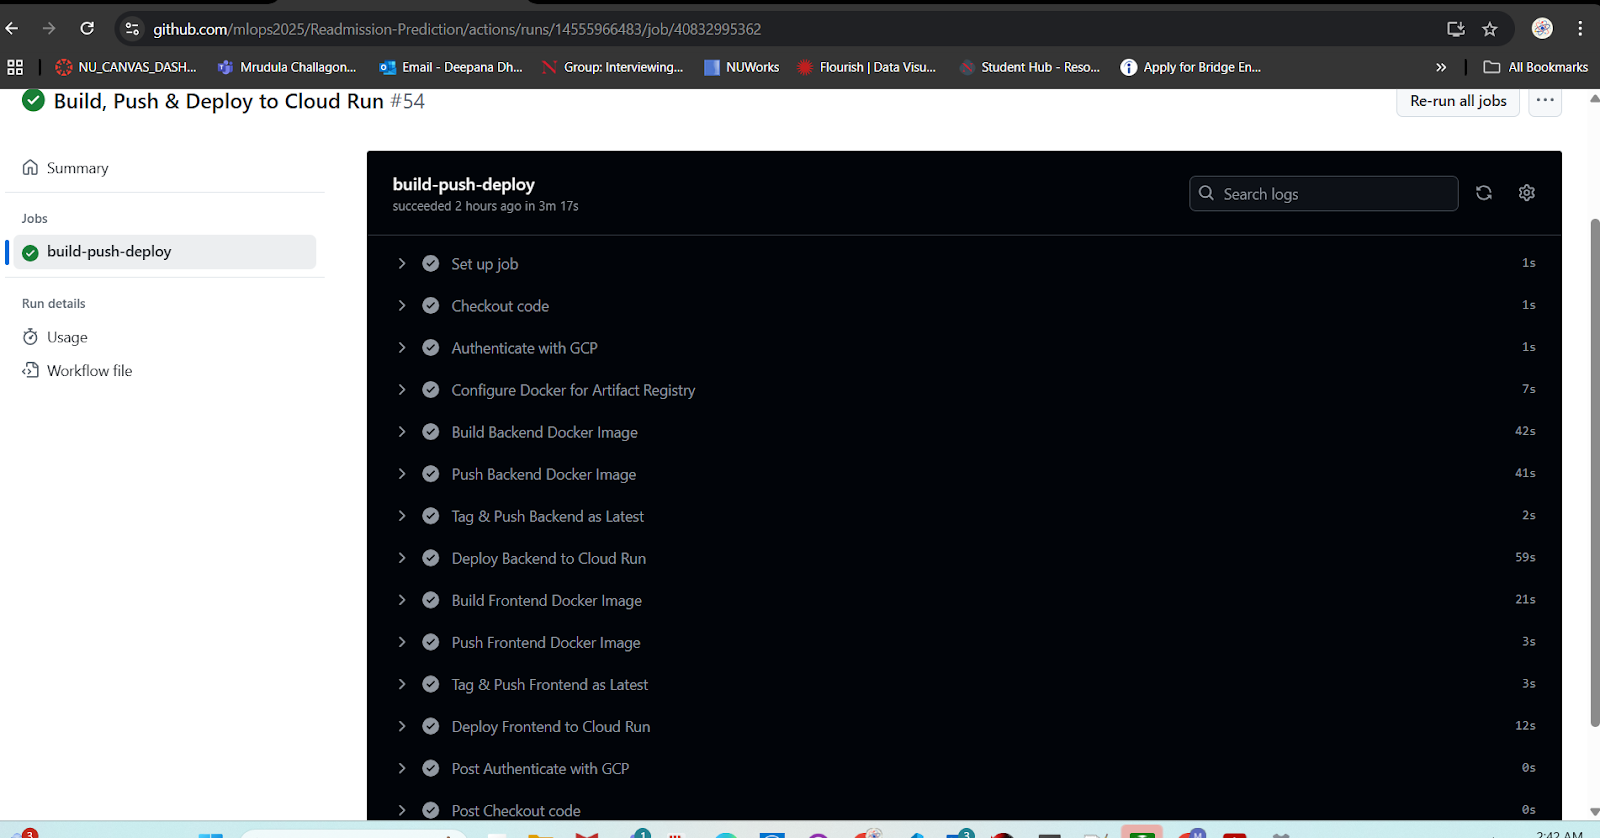 github.com/mlops2025/Readmission-Prediction/actions/runs/14555966483/job/40832995362
NU_CANVAS_DASH... Mrudula Challagon... Email - Deepana Dh... Group: Interviewing... NUWorks Flourish | Data Visu... Student Hub - Reso... Apply for Bridge En... » All Bookmarks
Build, Push & Deploy to Cloud Run #54
Re-run all jobs ...
Summary
Jobs
build-push-deploy
Run details
Usage
Workflow file
build-push-deploy
succeeded 2 hours ago in 3m 17s
Search logs
Set up job 1s
Checkout code 1s
Authenticate with GCP 1s
Configure Docker for Artifact Registry 7s
Build Backend Docker Image 42s
Push Backend Docker Image 41s
Tag & Push Backend as Latest 2s
Deploy Backend to Cloud Run 59s
Build Frontend Docker Image 21s
Push Frontend Docker Image 3s
Tag & Push Frontend as Latest 3s
Deploy Frontend to Cloud Run 12s
Post Authenticate with GCP 0s
Post Checkout code 0s
3 1 3 M 2:42 AM